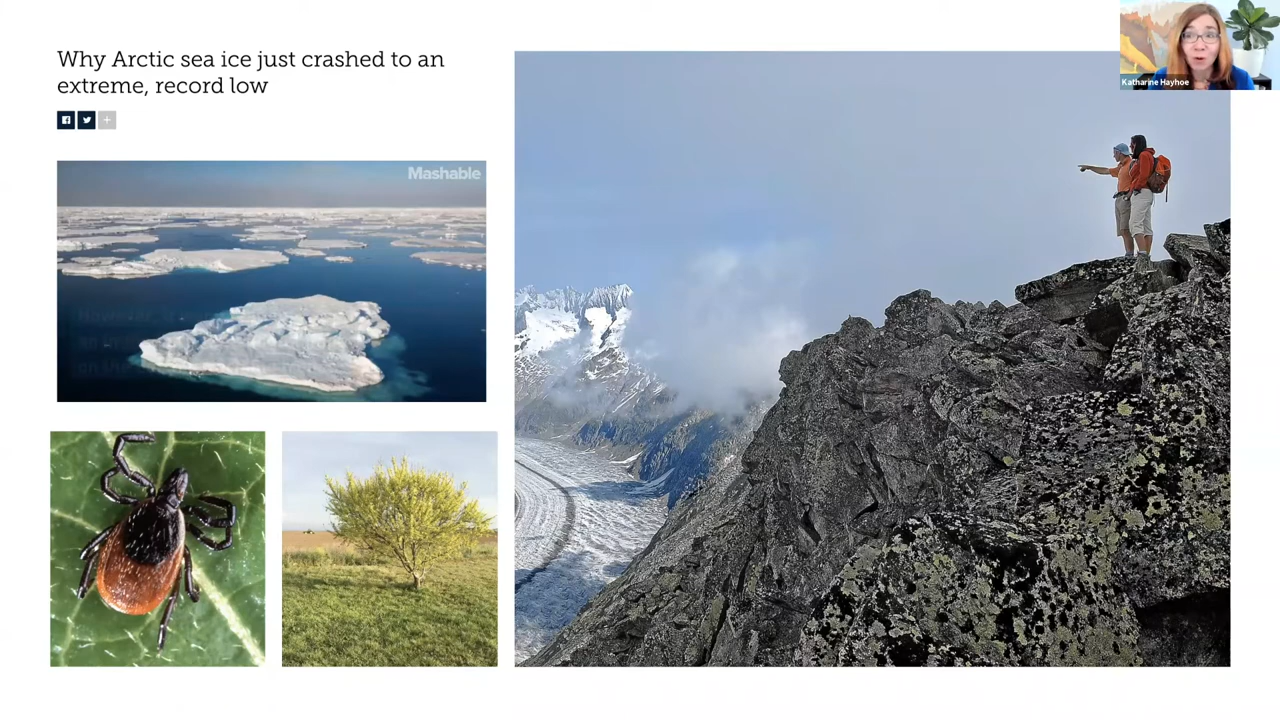 Why Arctic sea ice just crashed to an
extreme, record low
Mashable
Katharine Hayhoe